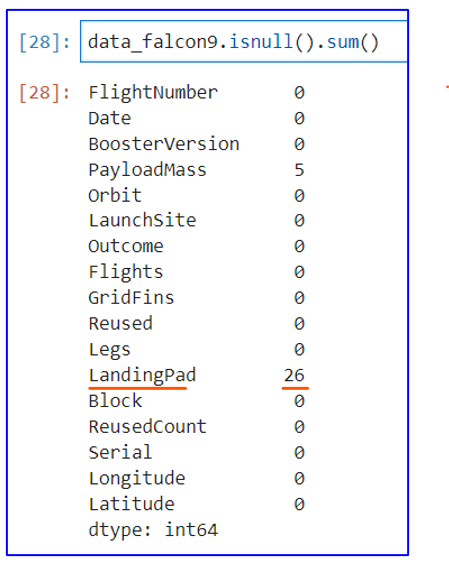 [28]: data_falcon9.isnull().sum()
[28]: FlightNumber 0
Date 0
BoosterVersion 0
PayloadMass 5
Orbit 0
LaunchSite 0
Outcome 0
Flights 0
GridFins 0
Reused 0
Legs 0
LandingPad 26
Block 0
ReusedCount 0
Serial 0
Longitude 0
Latitude 0
dtype: int64